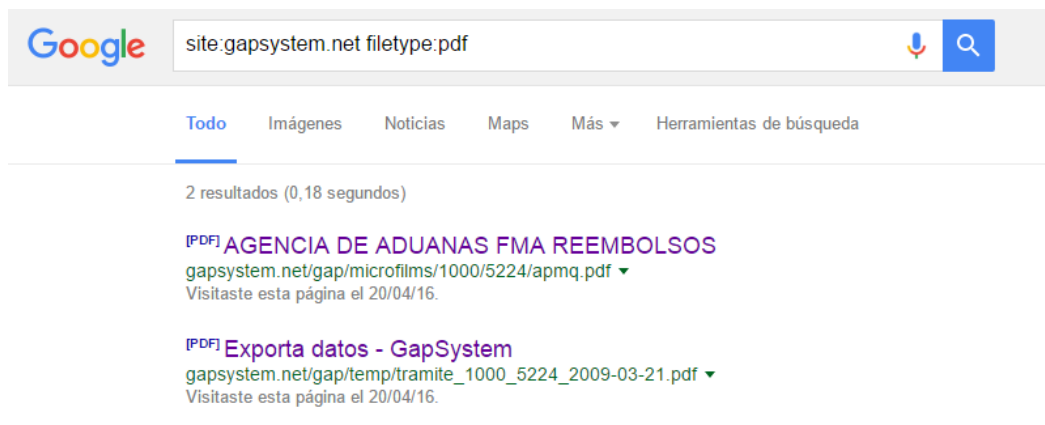 Google
site:gapsystem.net filetype:pdf
Todo Imágenes Noticias Maps Más Herramientas de búsqueda
2 resultados (0,18 segundos)
[PDF] AGENCIA DE ADUANAS FMA REEMBOLSOS
gapsystem.net/gap/microfilms/1000/5224/apmq.pdf
Visitaste esta página el 20/04/16.
[PDF] Exporta datos - GapSystem
gapsystem.net/gap/temp/tramite_1000_5224_2009-03-21.pdf
Visitaste esta página el 20/04/16.